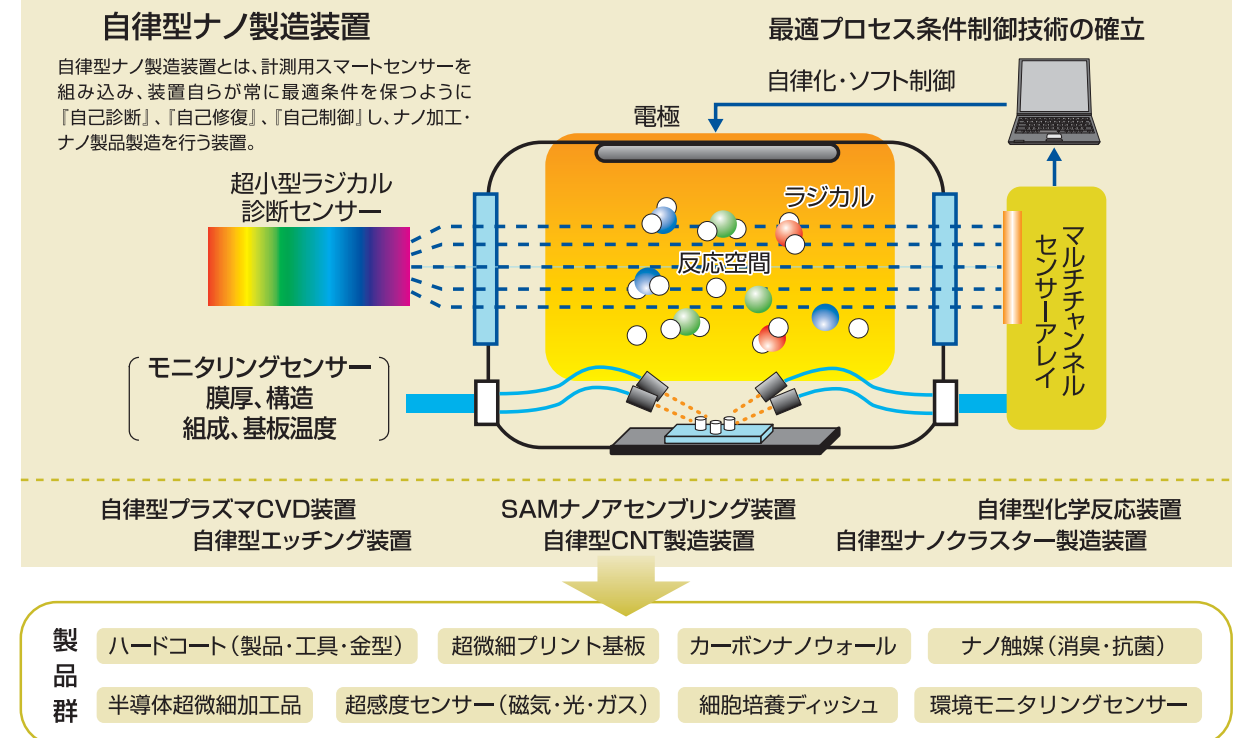 自律型ナノ製造装置
自律型ナノ製造装置とは、計測用スマートセンサーを
組み込み、装置自らが常に最適条件を保つように
『自己診断』、『自己修復』、『自己制御』し、ナノ加工・
ナノ製品製造を行う装置。
最適プロセス条件制御技術の確立
自律化・ソフト制御
電極
超小型ラジカル
診断センサー
ラジカル
反応空間
マルチチャンネル
センサーアレイ
モニタリングセンサー
膜厚、構造
組成、基板温度
自律型プラズマCVD装置
SAMナノアセンブリング装置
自律型化学反応装置
自律型エッチング装置
自律型CNT製造装置
自律型ナノクラスター製造装置
製品群
ハードコート（製品・工具・金型）
超微細プリント基板
カーボンナノウォール
ナノ触媒（消臭・抗菌）
半導体超微細加工品
超感度センサー（磁気・光・ガス）
細胞培養ディッシュ
環境モニタリングセンサー